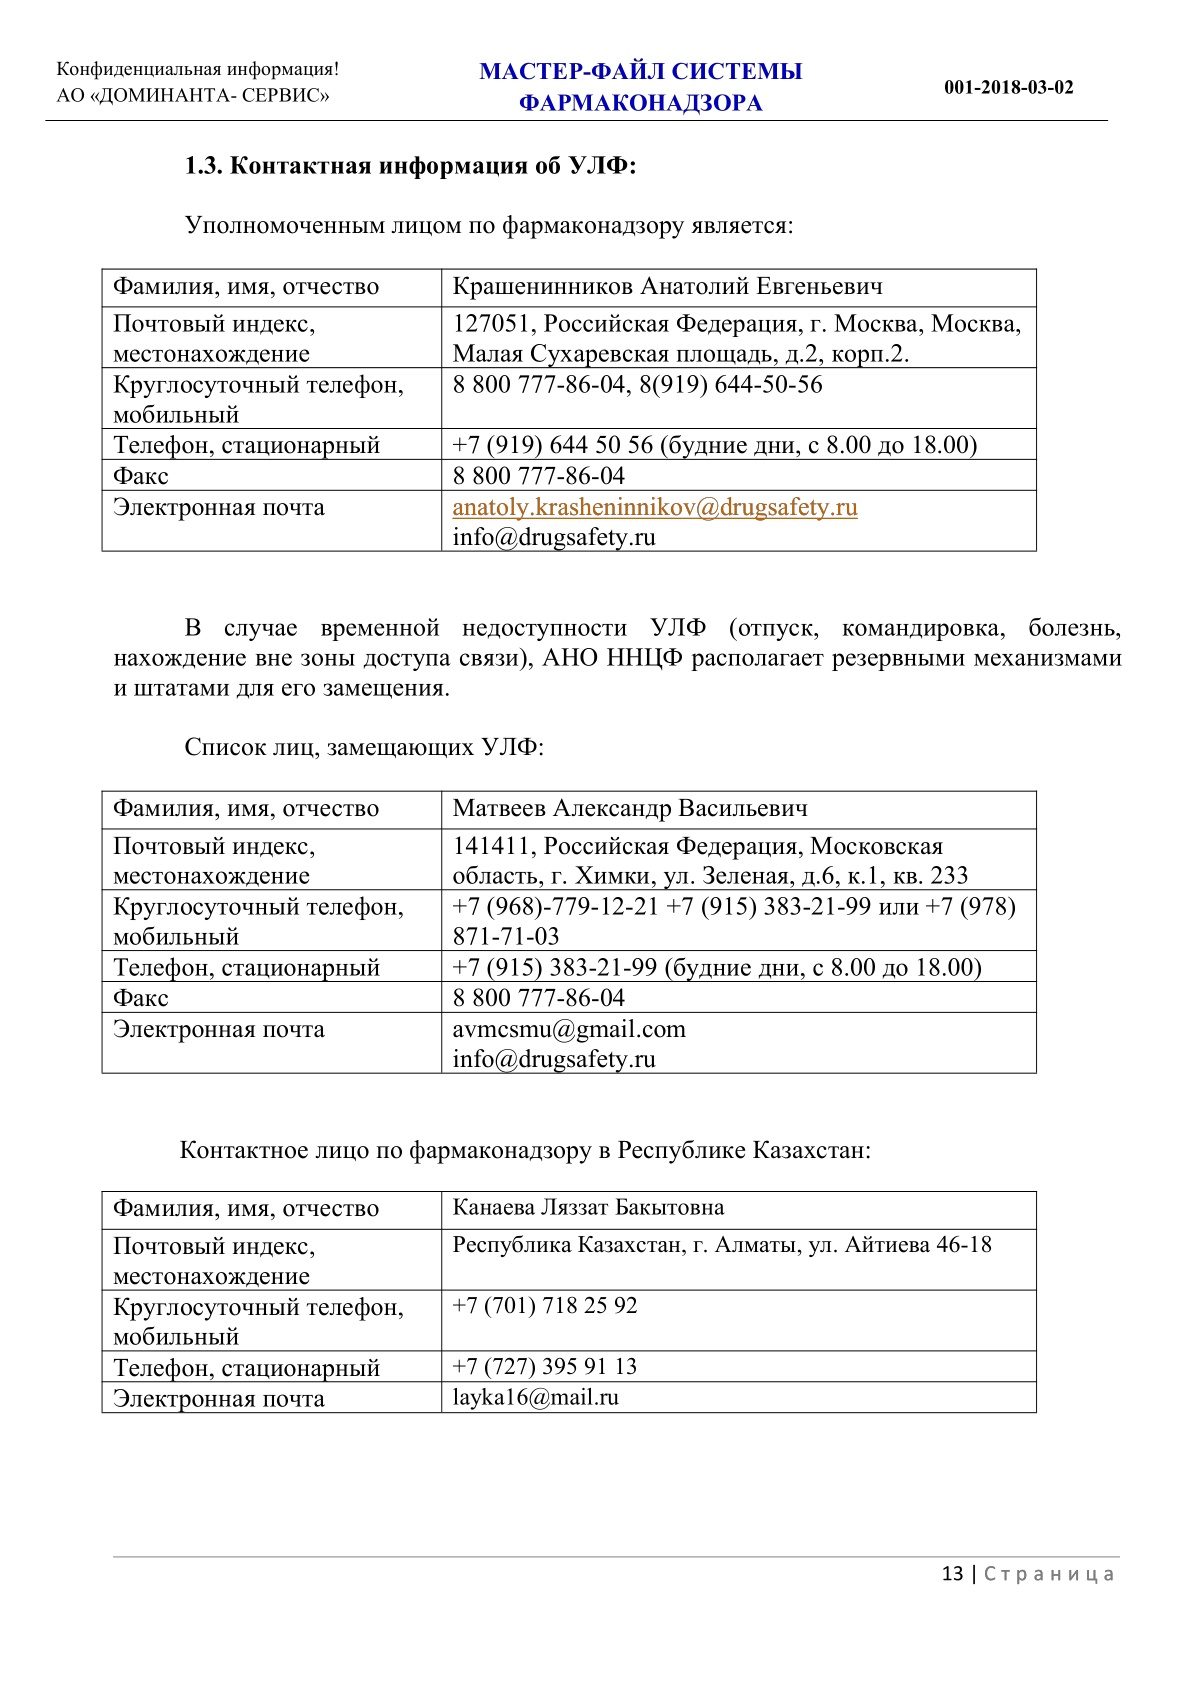 Конфиденциальная информация!
АО «ДОМИНАНТА- СЕРВИС»
МАСТЕР-ФАЙЛ СИСТЕМЫ
ФАРМАКОНАДЗОРА
001-2018-03-02
1.3. Контактная информация об УЛФ:
Уполномоченным лицом по фармаконадзору является:
Фамилия, имя, отчество
Крашенинников Анатолий Евгеньевич
Почтовый индекс,
местонахождение
127051, Российская Федерация, г. Москва, Москва,
Малая Сухаревская площадь, д.2, корп.2.
Круглосуточный телефон,
мобильный
8 800 777-86-04, 8(919) 644-50-56
Телефон, стационарный
+7 (919) 644 50 56 (будние дни, с 8.00 до 18.00)
Факс
8 800 777-86-04
Электронная почта
anatoly.krasheninnikov@drugsafety.ru
info@drugsafety.ru
В случае временной недоступности УЛФ (отпуск, командировка, болезнь,
нахождение вне зоны доступа связи), АНО ННЦФ располагает резервными механизмами
и штатами для его замещения.
Список лиц, замещающих УЛФ:
Фамилия, имя, отчество
Матвеев Александр Васильевич
Почтовый индекс,
местонахождение
141411, Российская Федерация, Московская
область, г. Химки, ул. Зеленая, д.6, к.1, кв. 233
Круглосуточный телефон,
мобильный
+7 (968)-779-12-21 +7 (915) 383-21-99 или +7 (978)
871-71-03
Телефон, стационарный
+7 (915) 383-21-99 (будние дни, с 8.00 до 18.00)
Факс
8 800 777-86-04
Электронная почта
avmcsmu@gmail.com
info@drugsafety.ru
Контактное лицо по фармаконадзору в Республике Казахстан:
Фамилия, имя, отчество
Канаева Ляззат Бакытовна
Почтовый индекс,
местонахождение
Республика Казахстан, г. Алматы, ул. Айтиева 46-18
Круглосуточный телефон,
мобильный
+7 (701) 718 25 92
Телефон, стационарный
+7 (727) 395 91 13
Электронная почта
layka16@mail.ru
13 | Страница